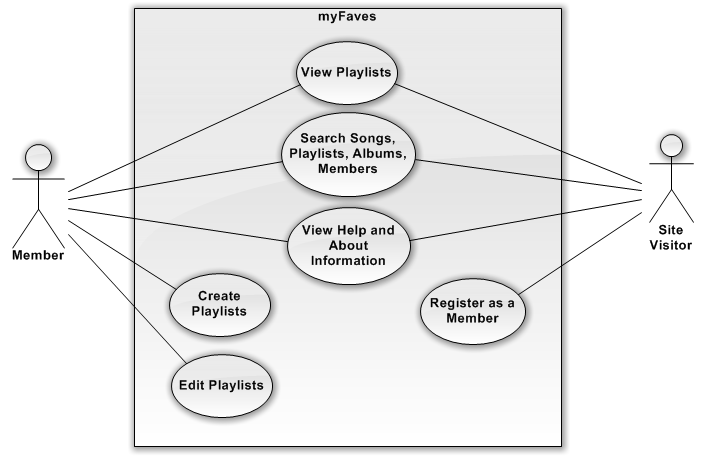 myFaves
View Playlists
Search Songs,
Playlists, Albums,
Members
View Help and
About
Information
Member
Site
Visitor
Create
Playlists
Register as a
Member
Edit Playlists